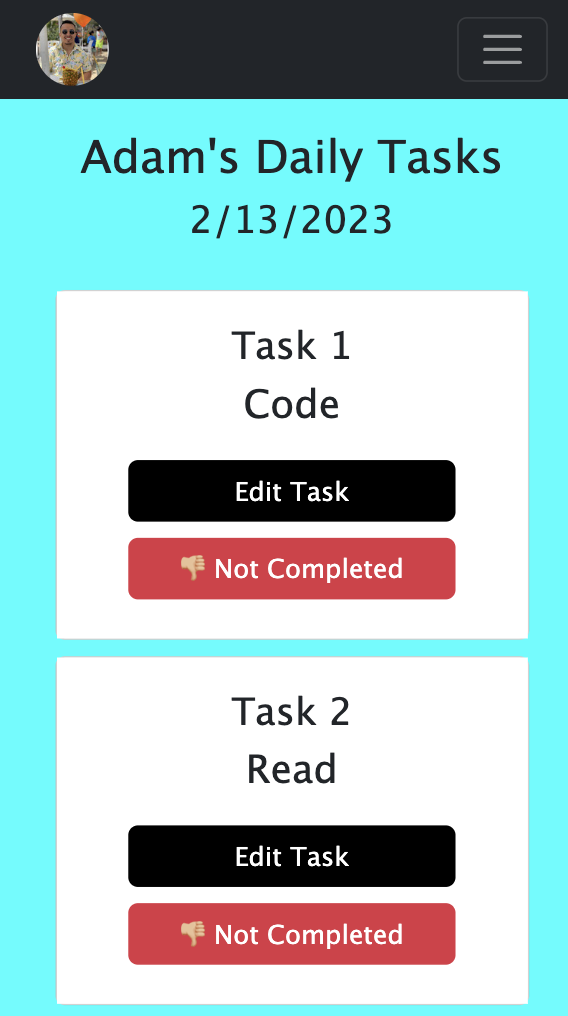 Adam's Daily Tasks
2/13/2023
Task 1
Code
Edit Task
👎🏼 Not Completed
Task 2
Read
Edit Task
👎🏼 Not Completed